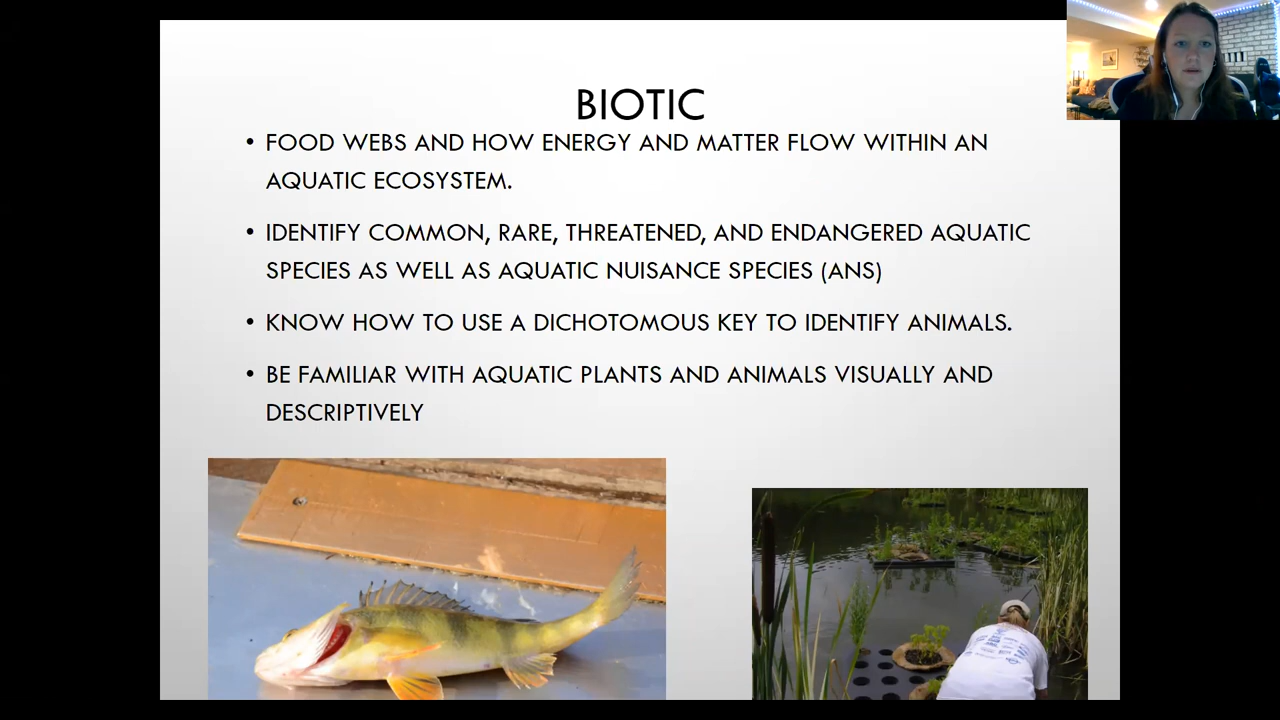 BIOTIC
• FOOD WEBS AND HOW ENERGY AND MATTER FLOW WITHIN AN
AQUATIC ECOSYSTEM.
• IDENTIFY COMMON, RARE, THREATENED, AND ENDANGERED AQUATIC
SPECIES AS WELL AS AQUATIC NUISANCE SPECIES (ANS)
• KNOW HOW TO USE A DICHOTOMOUS KEY TO IDENTIFY ANIMALS.
• BE FAMILIAR WITH AQUATIC PLANTS AND ANIMALS VISUALLY AND
DESCRIPTIVELY